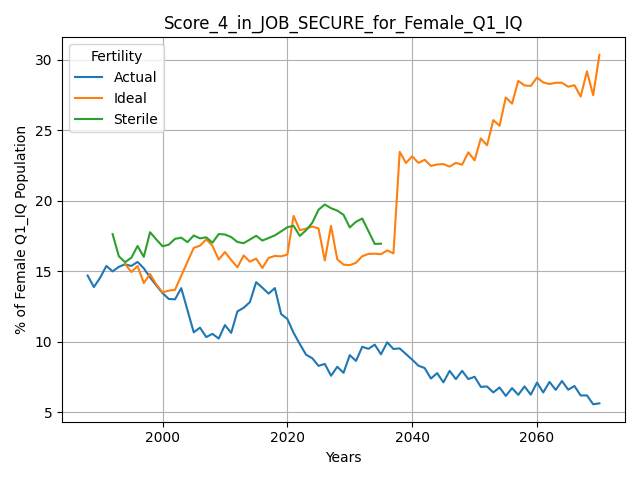 Score_4_in_JOB_SECURE_for_Female_Q1_IQ
Fertility
Actual
Ideal
Sterile
% of Female Q1_IQ Population
30
25
20
15
10
5
2000
2020
2040
2060
Years